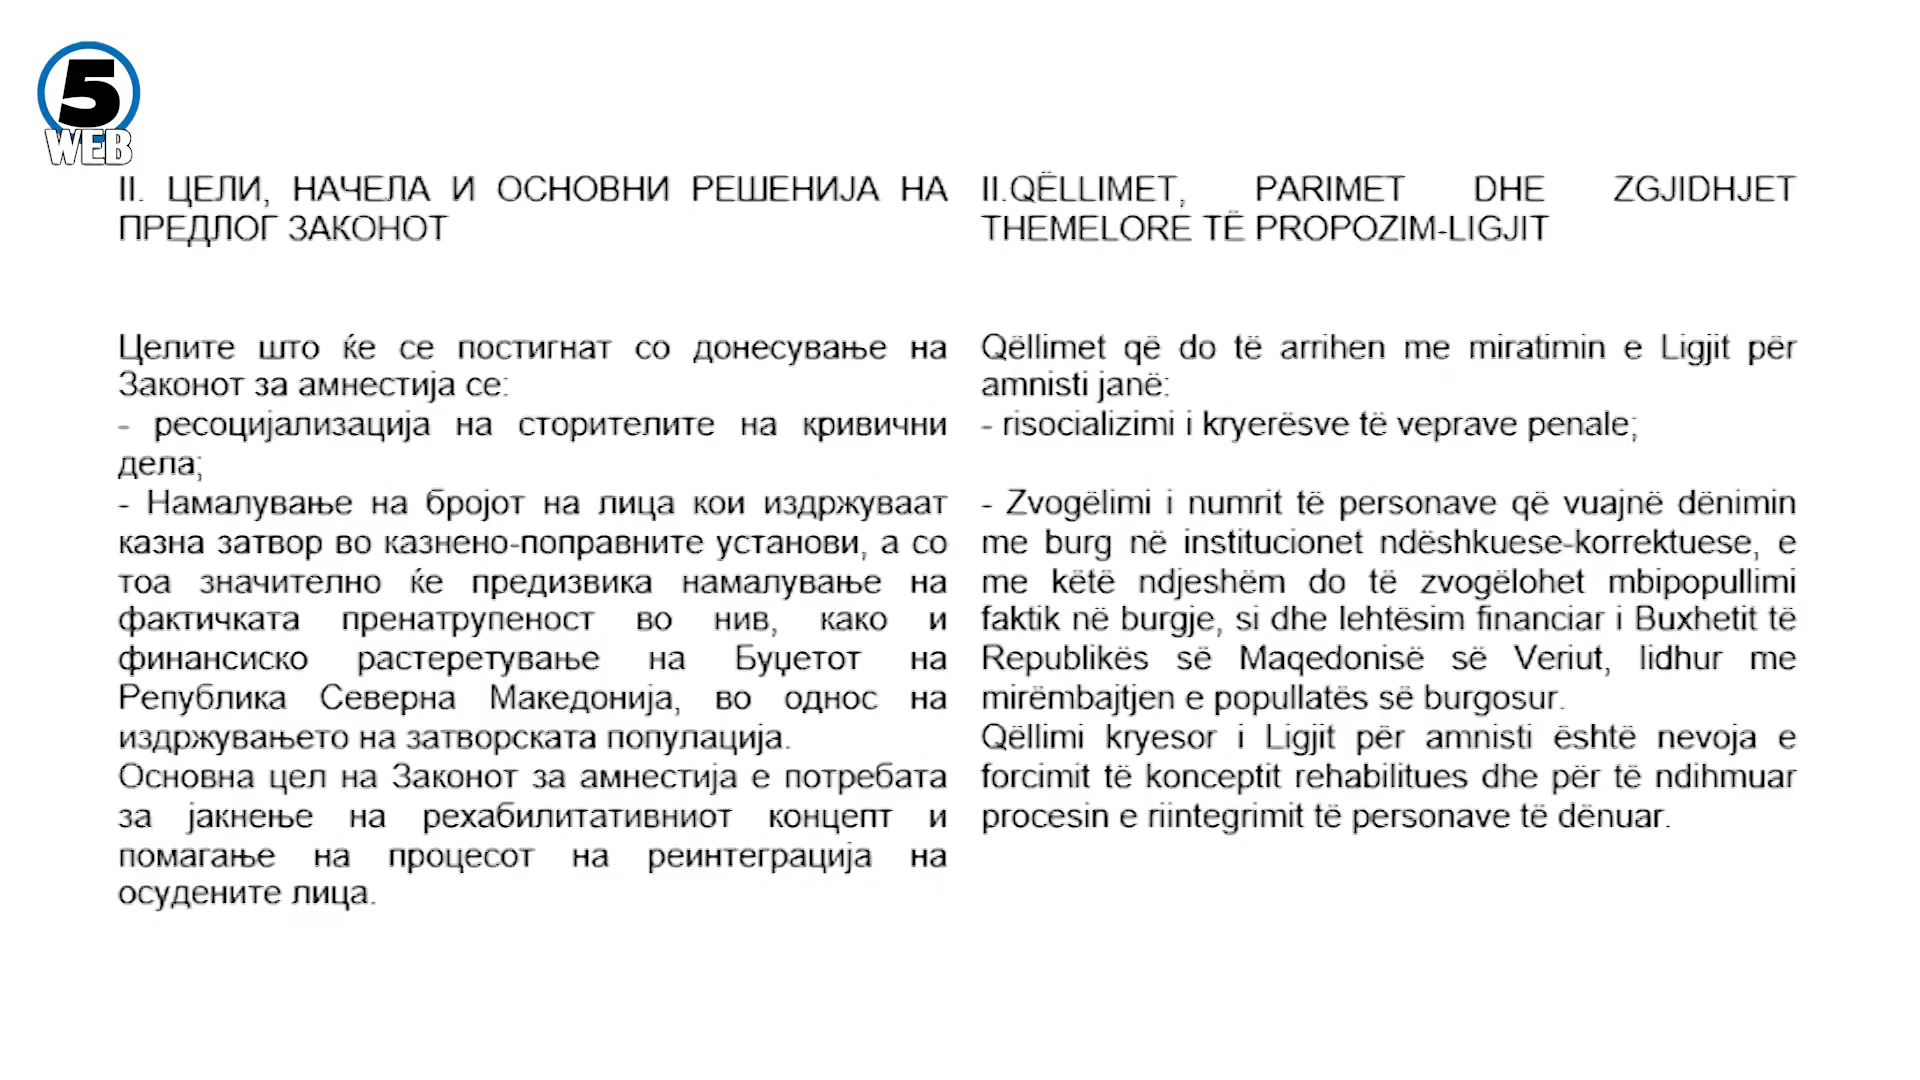 5
WEB
II. ЦЕЛИ, НАЧЕЛА И ОСНОВНИ РЕШЕНИЈА НА
ПРЕДЛОГ ЗАКОНОТ
Целите што ќе се постигнат со донесување на
Законот за амнестија се:
- ресоцијализација на сторителите на кривични
дела;
- Намалување на бројот на лица кои издржуваат
казна затвор во казнено-поправните установи, а со
тоа значително ќе предизвика намалување на
фактичката пренатрупеност во нив, како и
финансиско растеретување на Буџетот на
Република Северна Македонија, во однос на
издржувањето на затворската популација.
Основна цел на Законот за амнестија е потребата
за јакнење на рехабилитативниот концепт и
помагање на процесот на реинтеграција на
осудените лица.
II.QËLLIMET, PARIMET DHE ZGJIDHJET
THEMELORE TË PROPOZIM-LIGJIT
Qëllimet që do të arrihen me miratimin e Ligjit për
amnisti janë:
- risocializimi i kryerësve të veprave penale;
- Zvogëlimi i numrit të personave që vuajnë dënimin
me burg në institucionet ndëshkuese-korrektuese, e
me këtë ndjeshëm do të zvogëlohet mbipopullimi
faktik në burgje, si dhe lehtësim financiar i Buxhetit të
Republikës së Maqedonisë së Veriut, lidhur me
mirëmbajtjen e popullatës së burgosur.
Qëllimi kryesor i Ligjit për amnisti është nevoja e
forcimit të konceptit rehabilitues dhe për të ndihmuar
procesin e riintegrimit të personave të dënuar.